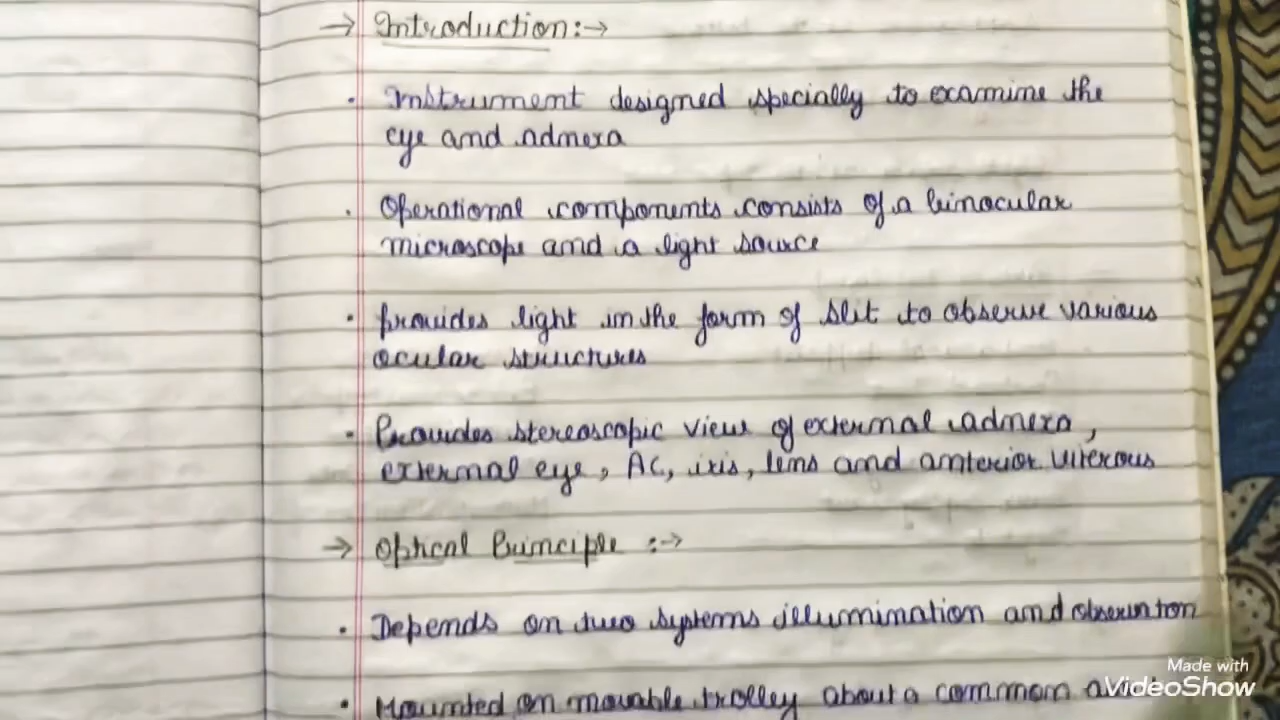 → Introduction:→
· Instrument designed specially to examine the
eye and adnexa
· Operational components consists of a binocular
microscope and a light source
· provides light in the form of slit to observe various
ocular structures
· Provides stereoscopic view of external adnexa,
external eye, AC, iris, lens and anterior viterous
→ Optical Principle :→
· Depends on two systems illumination and observation
· Mounted on movable trolley about a common
Made with
VideoShow